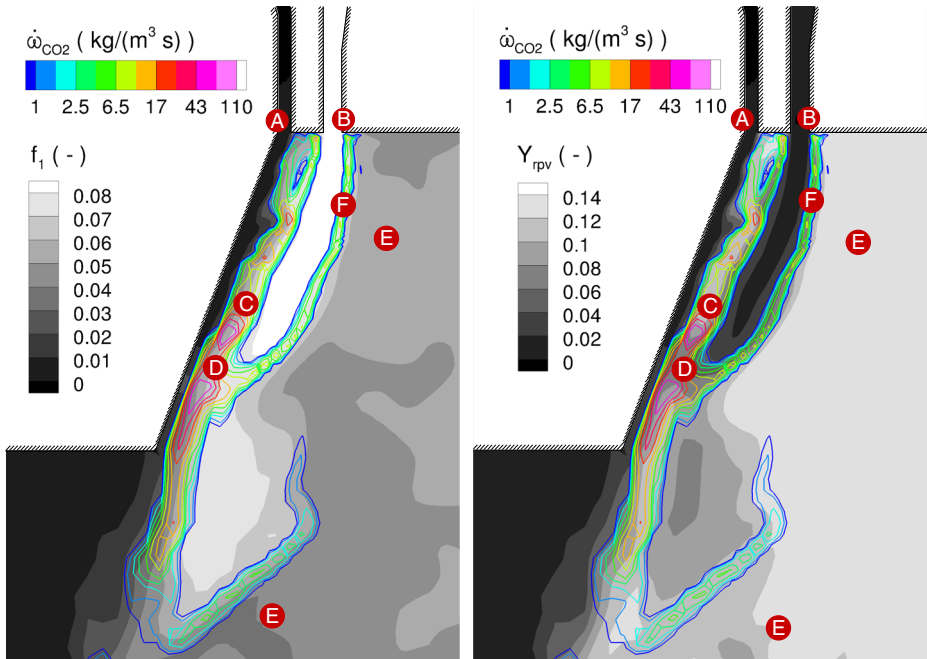 ω̇CO2 ( kg/(m³ s) )
1 2.5 6.5 17 43 110
f1 (-)
0.08
0.07
0.06
0.05
0.04
0.03
0.02
0.01
0
A
B
F
E
C
D
E
ω̇CO2 ( kg/(m³ s) )
1 2.5 6.5 17 43 110
Yrpv (-)
0.14
0.12
0.1
0.08
0.06
0.04
0.02
0
A
B
F
E
C
D
E